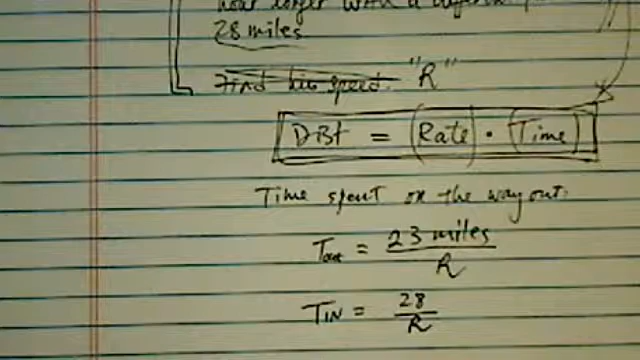 28 miles
Find his speed. "R"
Dist = (Rate) · (Time)
Time spent on the way out.
Tout = 23 miles / R
TIN = 28 / R